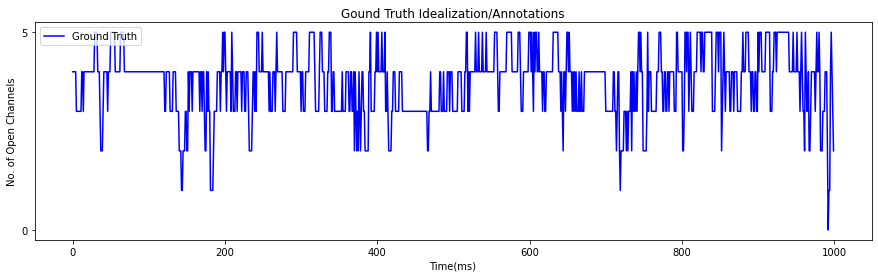 Gound Truth Idealization/Annotations
Ground Truth
5
0
No. of Open Channels
0
200
400
600
800
1000
Time(ms)